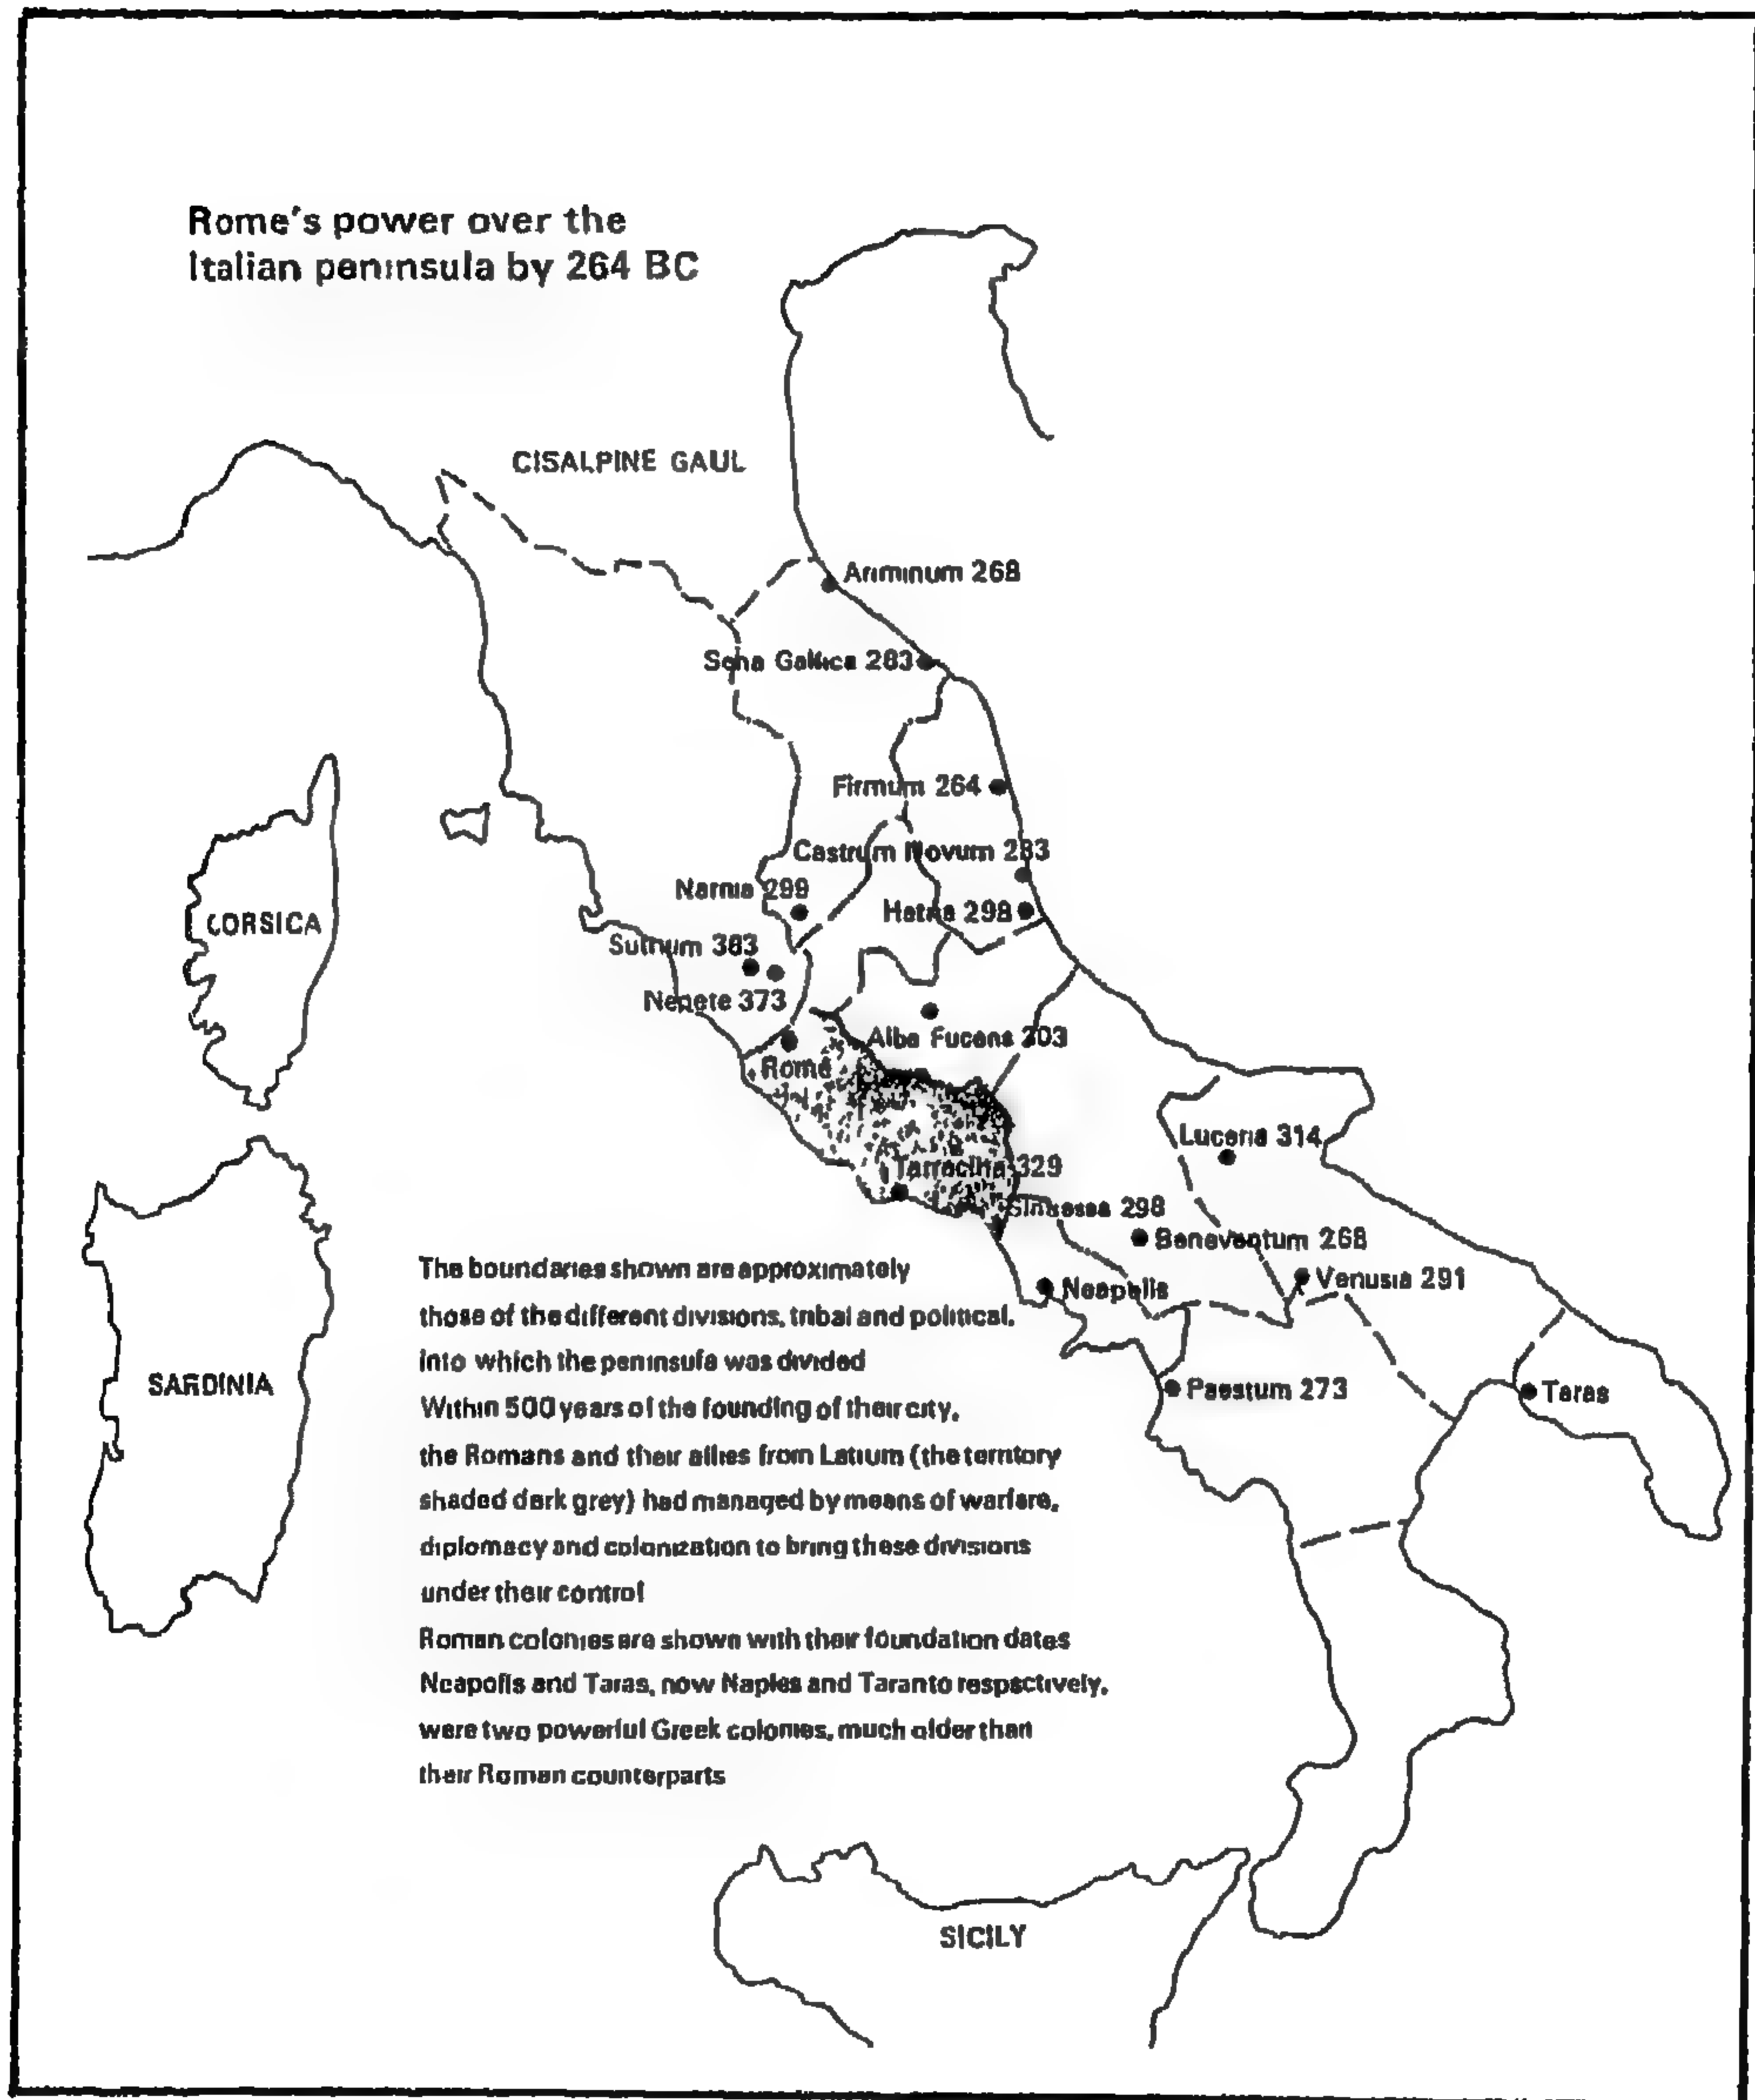 Rome's power over the
Italian peninsula by 264 BC
CISALPINE GAUL
Ariminum 268
Sena Gallica 283
Firmum 264
Castrum Novum 283
Narnia 299
Hatria 298
CORSICA
Sutrium 383
Nepete 373
Alba Fucens 303
Rome
Lucena 314
Tarracina 329
Sinuessa 298
Beneventum 268
Venusia 291
Neapolis
SARDINIA
Paestum 273
Taras
The boundaries shown are approximately
those of the different divisions, tribal and political,
into which the peninsula was divided
Within 500 years of the founding of their city,
the Romans and their allies from Latium (the territory
shaded dark grey) had managed by means of warfare,
diplomacy and colonization to bring these divisions
under their control
Roman colonies are shown with their foundation dates
Neapolis and Taras, now Naples and Taranto respectively,
were two powerful Greek colonies, much older than
their Roman counterparts
SICILY